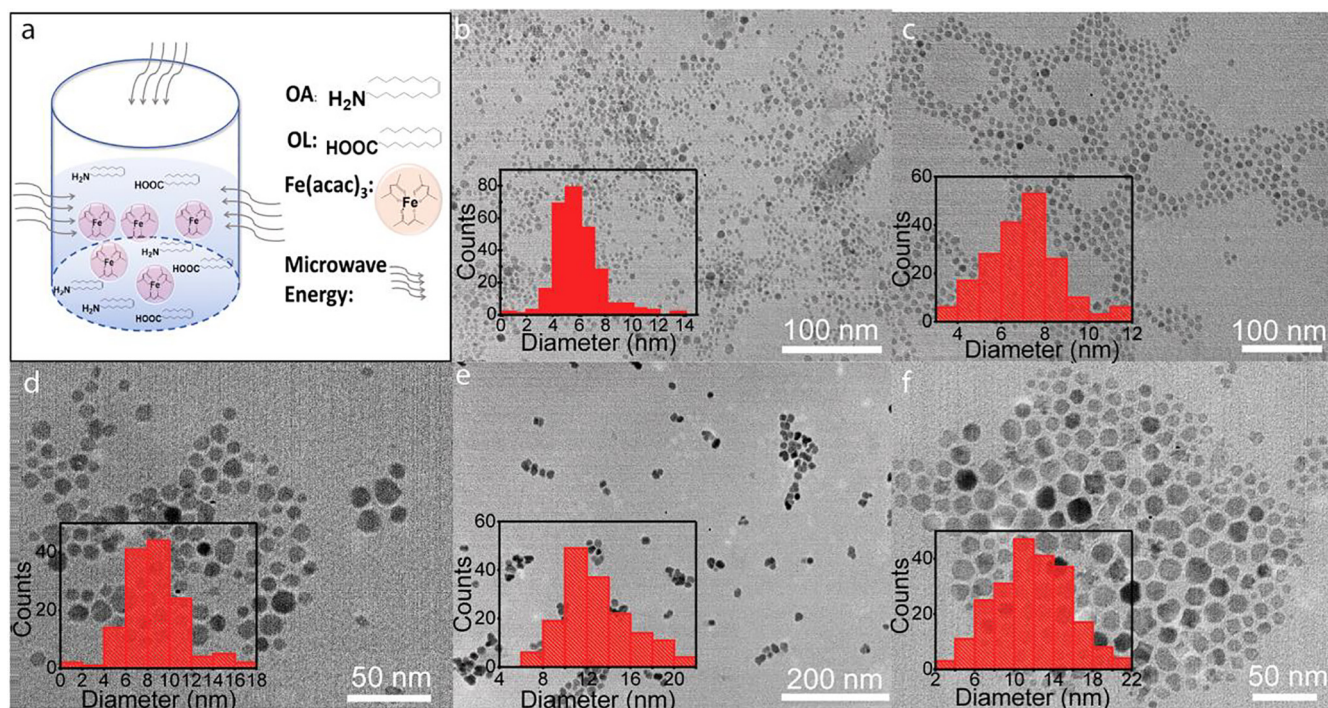 a
OA: H₂N
OL: HOOC
Fe(acac)₃:
Fe
Microwave
Energy:
H₂N
HOOC
Fe
Fe
Fe
H₂N
Fe
HOOC
H₂N
Fe
H₂N
HOOC
b
80
60
40
20
0
Counts
0 2 4 6 8 10 12 14
Diameter (nm)
100 nm
c
60
40
20
0
Counts
4 6 8 10 12
Diameter (nm)
100 nm
d
40
20
0
Counts
0 2 4 6 8 10 12 14 16 18
Diameter (nm)
50 nm
e
60
40
20
0
Counts
4 8 12 16 20
Diameter (nm)
200 nm
f
40
20
0
Counts
2 6 10 14 18 22
Diameter (nm)
50 nm